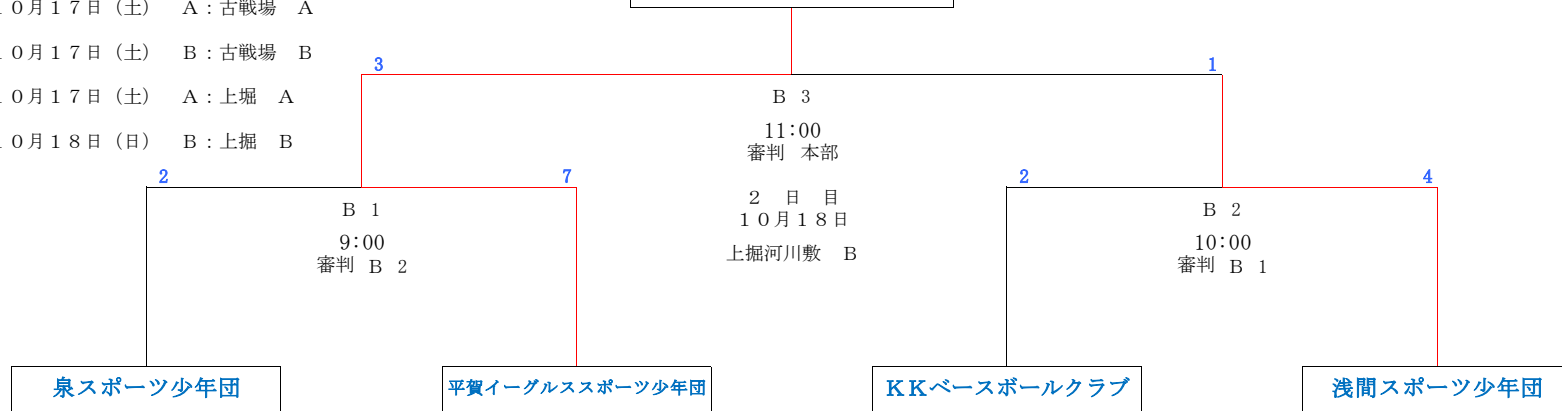 ０月１７日（土）　Ａ：古戦場　Ａ
０月１７日（土）　Ｂ：古戦場　Ｂ
０月１７日（土）　Ａ：上堀　Ａ
０月１８日（日）　Ｂ：上掘　Ｂ
3
1
Ｂ　3
11:00
審判　本部
2
7
2
4
Ｂ　1
9:00
審判　Ｂ　2
２　日　目
１０月１８日
上掘河川敷　Ｂ
Ｂ　2
10:00
審判　Ｂ　1
泉スポーツ少年団
平賀イーグルススポーツ少年団
ＫＫベースボールクラブ
浅間スポーツ少年団